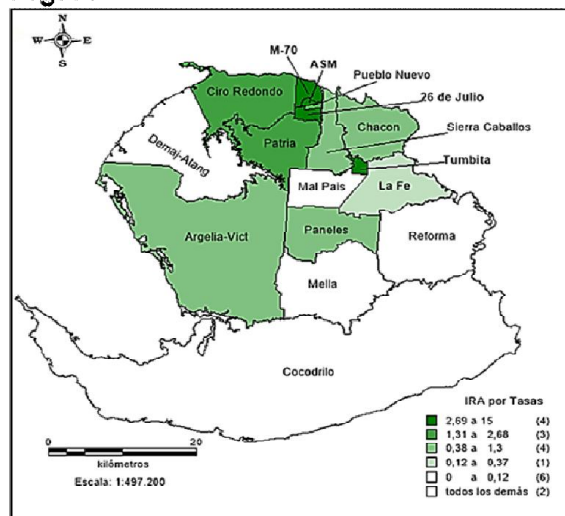 N
W E
S
M-70
ASM
Pueblo Nuevo
Ciro Redondo
26 de Julio
Chacon
Sierra Caballos
Demaj-Atang
Patria
Tumbita
Mal Pais
La Fe
Argelia-Vict
Paneles
Reforma
Mella
Cocodrilo
IRA por Tasas
2,69 a 15 (4)
1,31 a 2,68 (3)
0,38 a 1,3 (4)
0,12 a 0,37 (1)
0 a 0,12 (6)
todos los demás (2)
0 20
kilómetros
Escala: 1:497.200